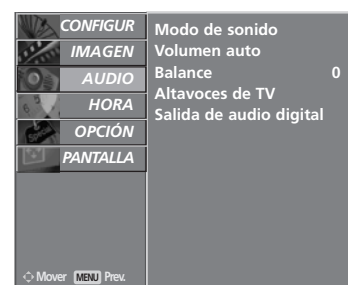 CONFIGUR
IMAGEN
AUDIO
HORA
OPCIÓN
PANTALLA
Modo de sonido
Volumen auto
Balance 0
Altavoces de TV
Salida de audio digital
Mover MENU Prev.